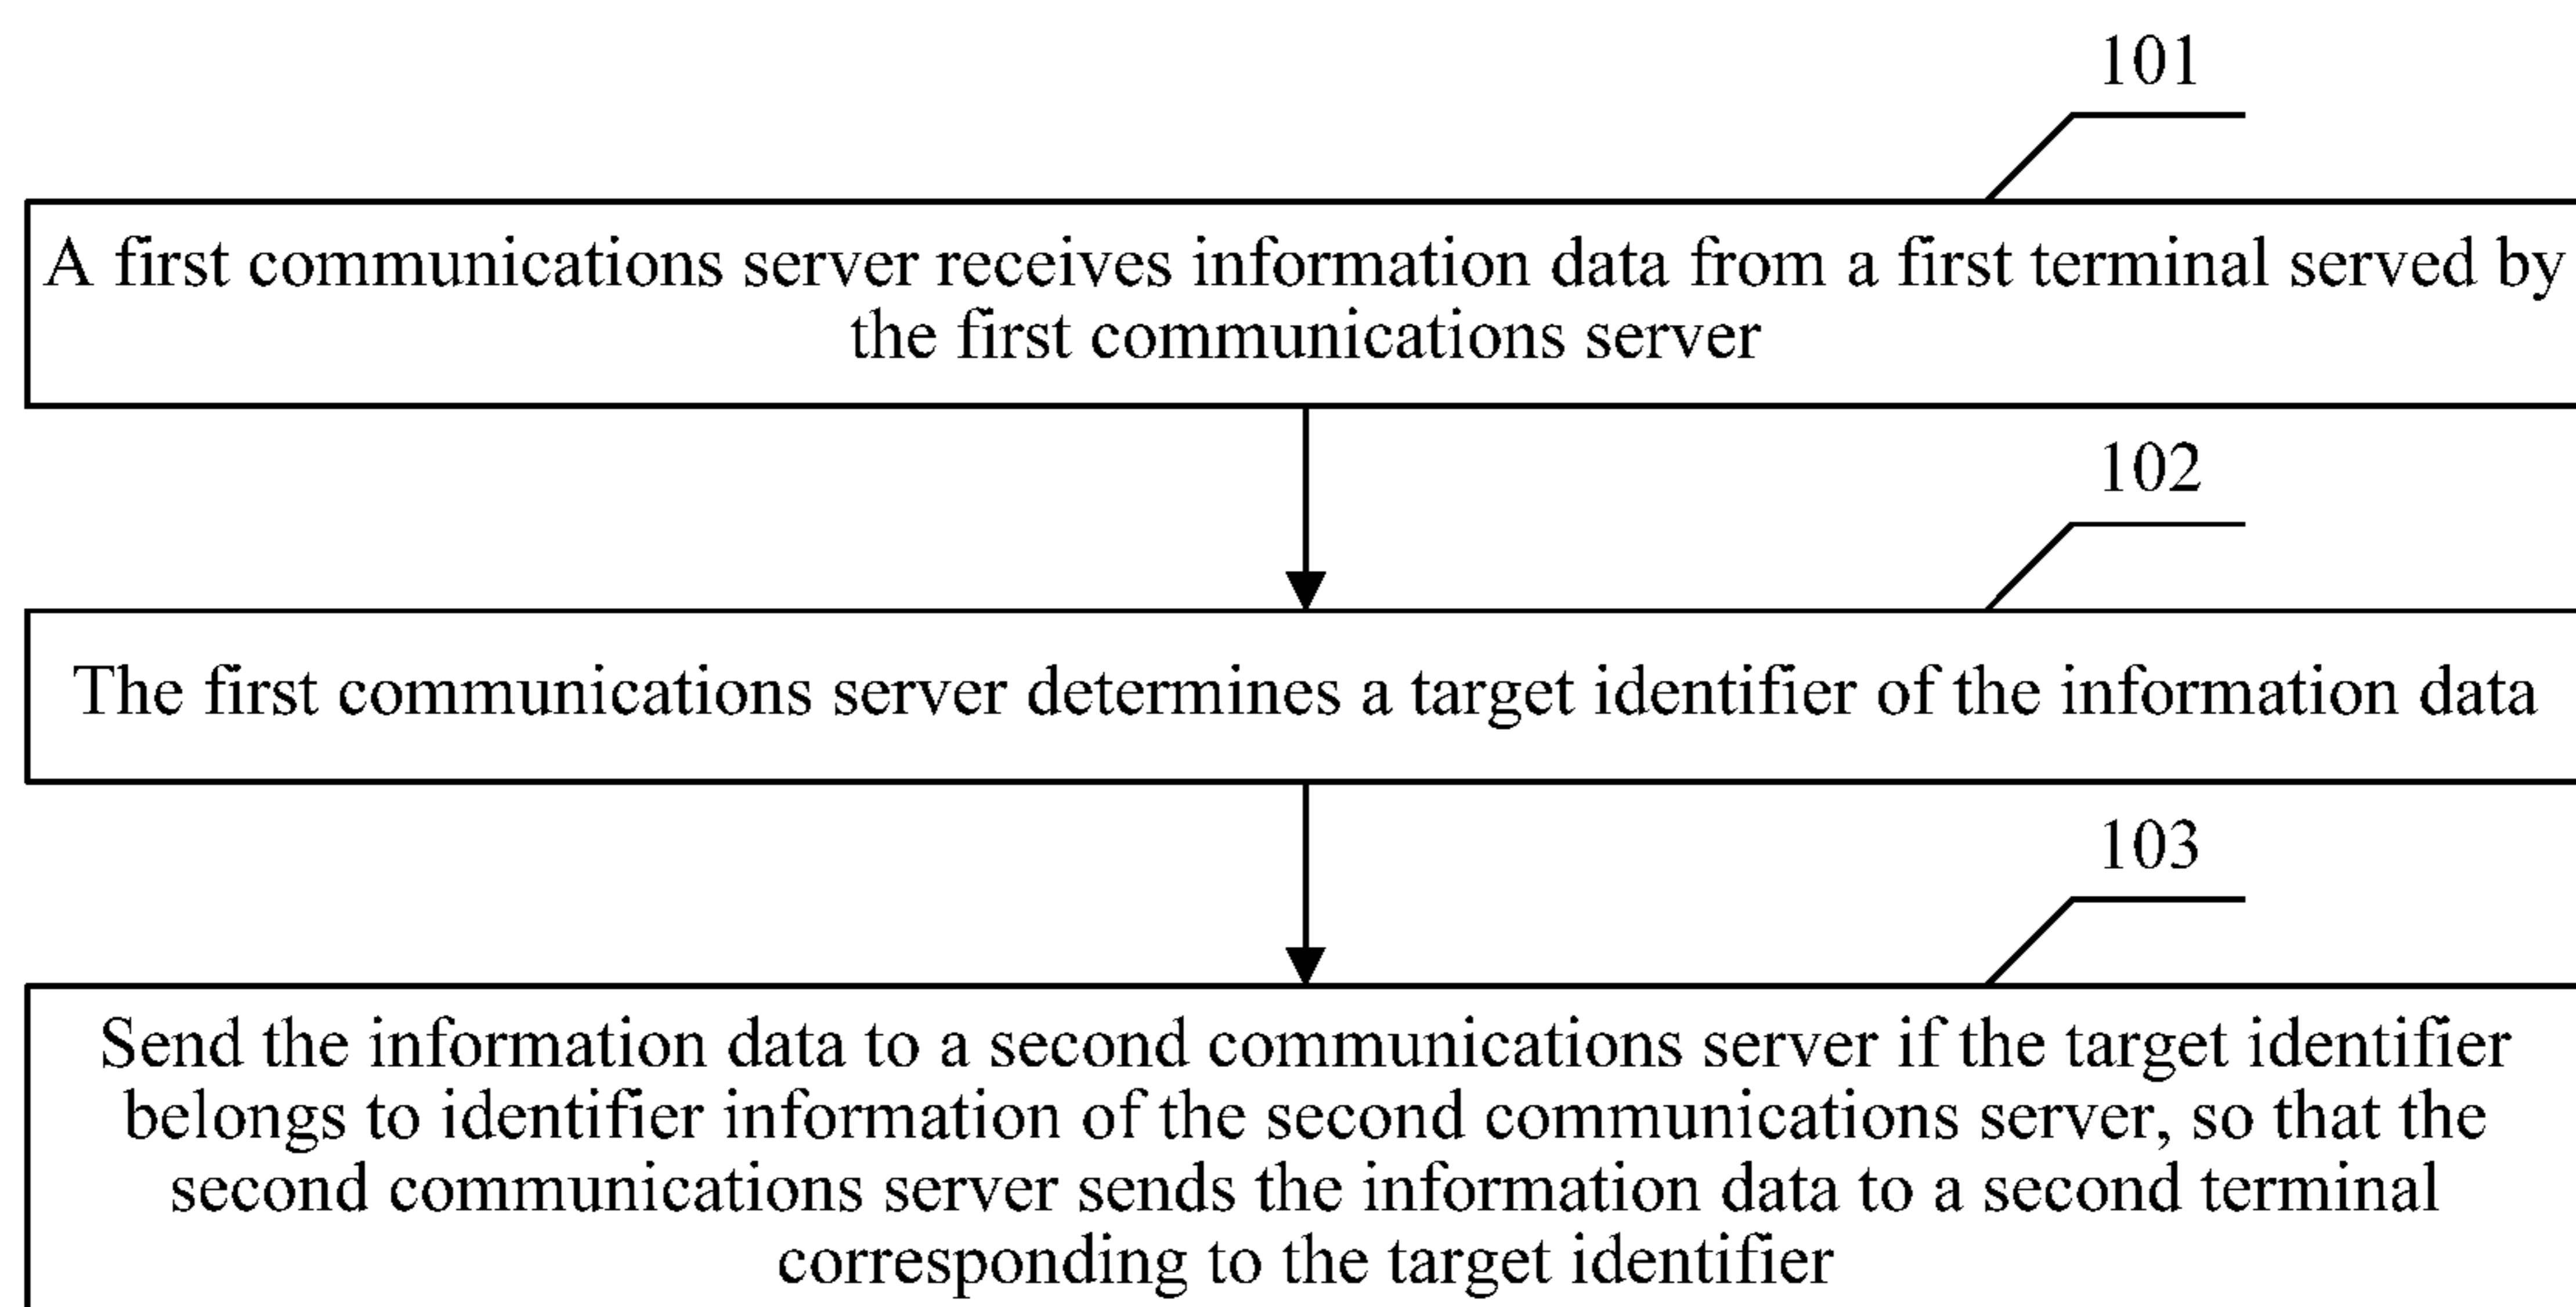 101
A first communications server receives information data from a first terminal served by
the first communications server
102
The first communications server determines a target identifier of the information data
103
Send the information data to a second communications server if the target identifier
belongs to identifier information of the second communications server, so that the
second communications server sends the information data to a second terminal
corresponding to the target identifier